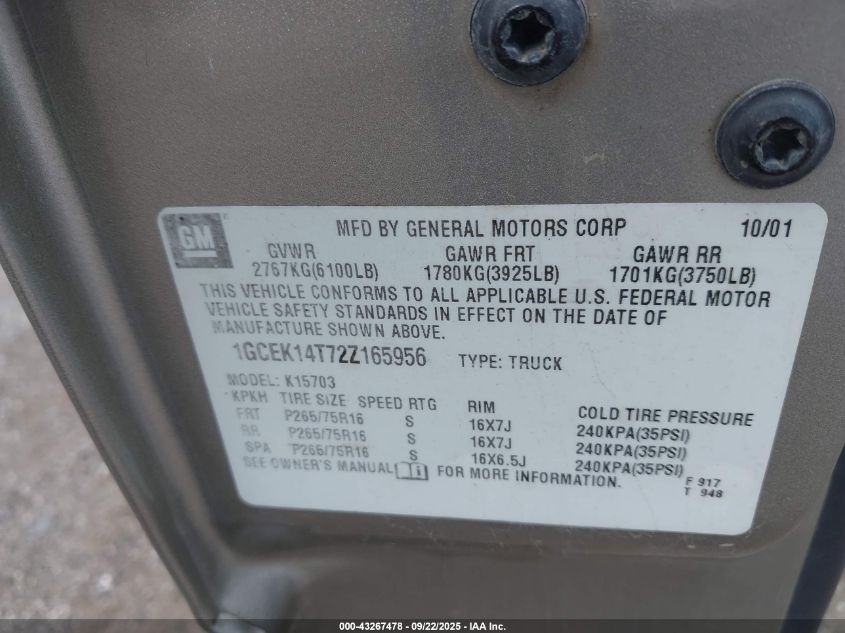 GM
MFD BY GENERAL MOTORS CORP 10/01
GVWR GAWR FRT GAWR RR
2767KG(6100LB) 1780KG(3925LB) 1701KG(3750LB)
THIS VEHICLE CONFORMS TO ALL APPLICABLE U.S. FEDERAL MOTOR
VEHICLE SAFETY STANDARDS IN EFFECT ON THE DATE OF
MANUFACTURE SHOWN ABOVE.
1GCEK14T72Z165956 TYPE: TRUCK
MODEL: K15703
KPKH TIRE SIZE SPEED RTG RIM COLD TIRE PRESSURE
FRT P265/75R16 S 16X7J 240KPA(35PSI)
RR P265/75R16 S 16X7J 240KPA(35PSI)
SPA P265/75R16 S 16X6.5J 240KPA(35PSI)
SEE OWNER'S MANUAL FOR MORE INFORMATION.
F 917
T 948
000-43267478 - 09/22/2025 - IAA Inc.